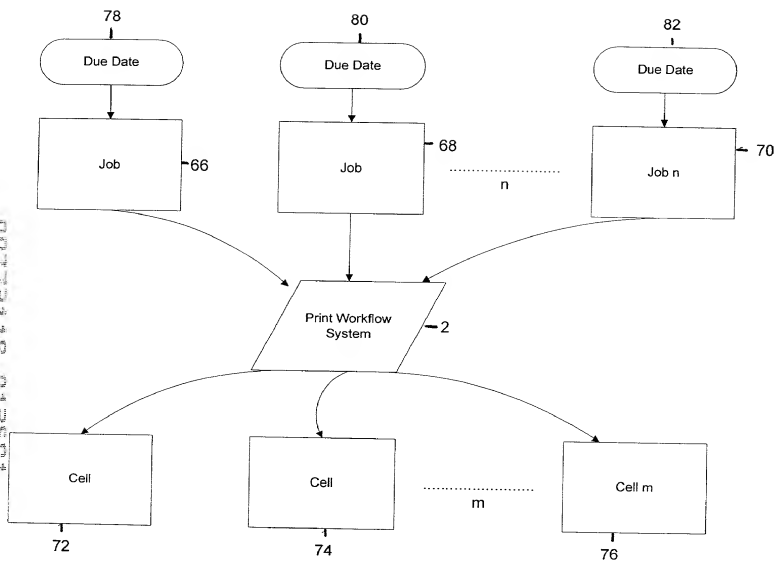 78
80
82
Due Date
Due Date
Due Date
Job
66
Job
68
n
Job n
70
Print Workflow
System
2
Cell
72
Cell
74
m
Cell m
76